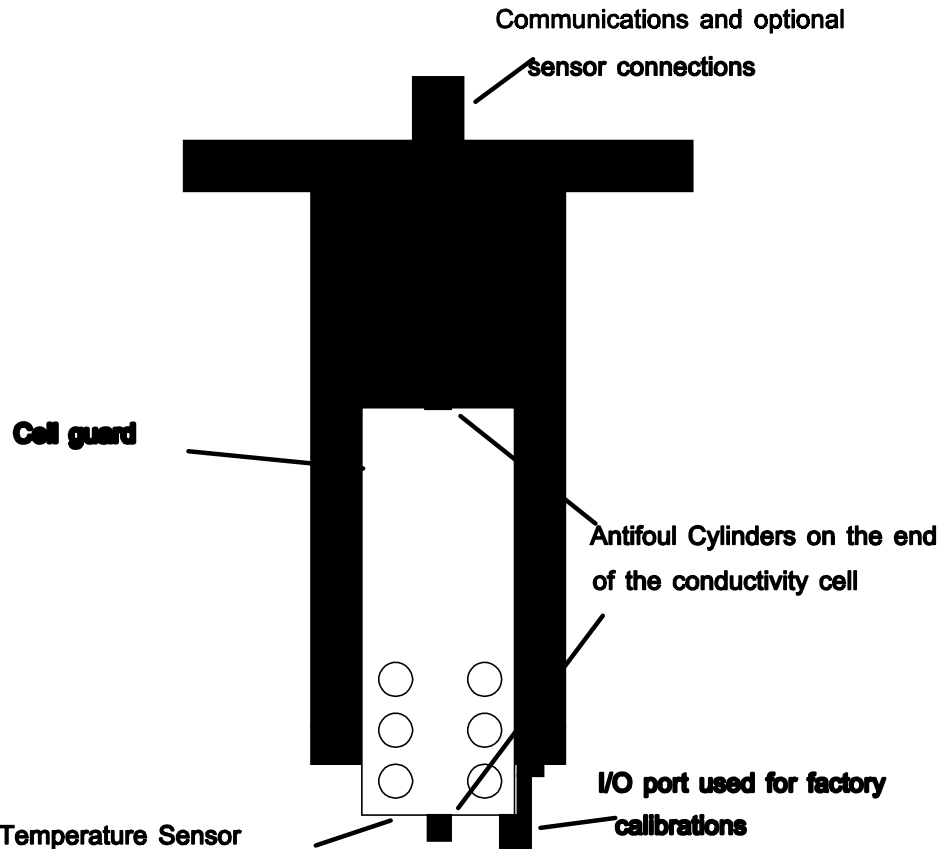 Communications and optional
sensor connections
Cell guard
Antifoul Cylinders on the end
of the conductivity cell
I/O port used for factory
calibrations
Temperature Sensor